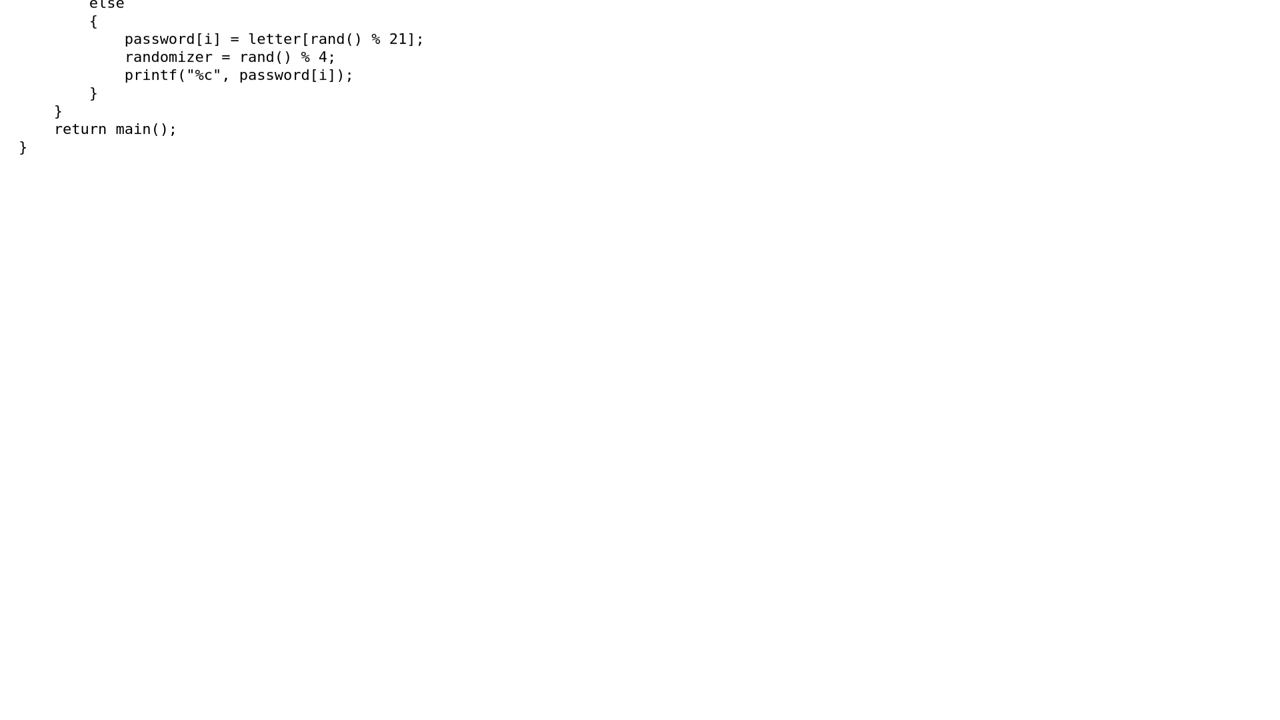 else
{
password[i] = letter[rand() % 21];
randomizer = rand() % 4;
printf("%c", password[i]);
}
}
return main();
}